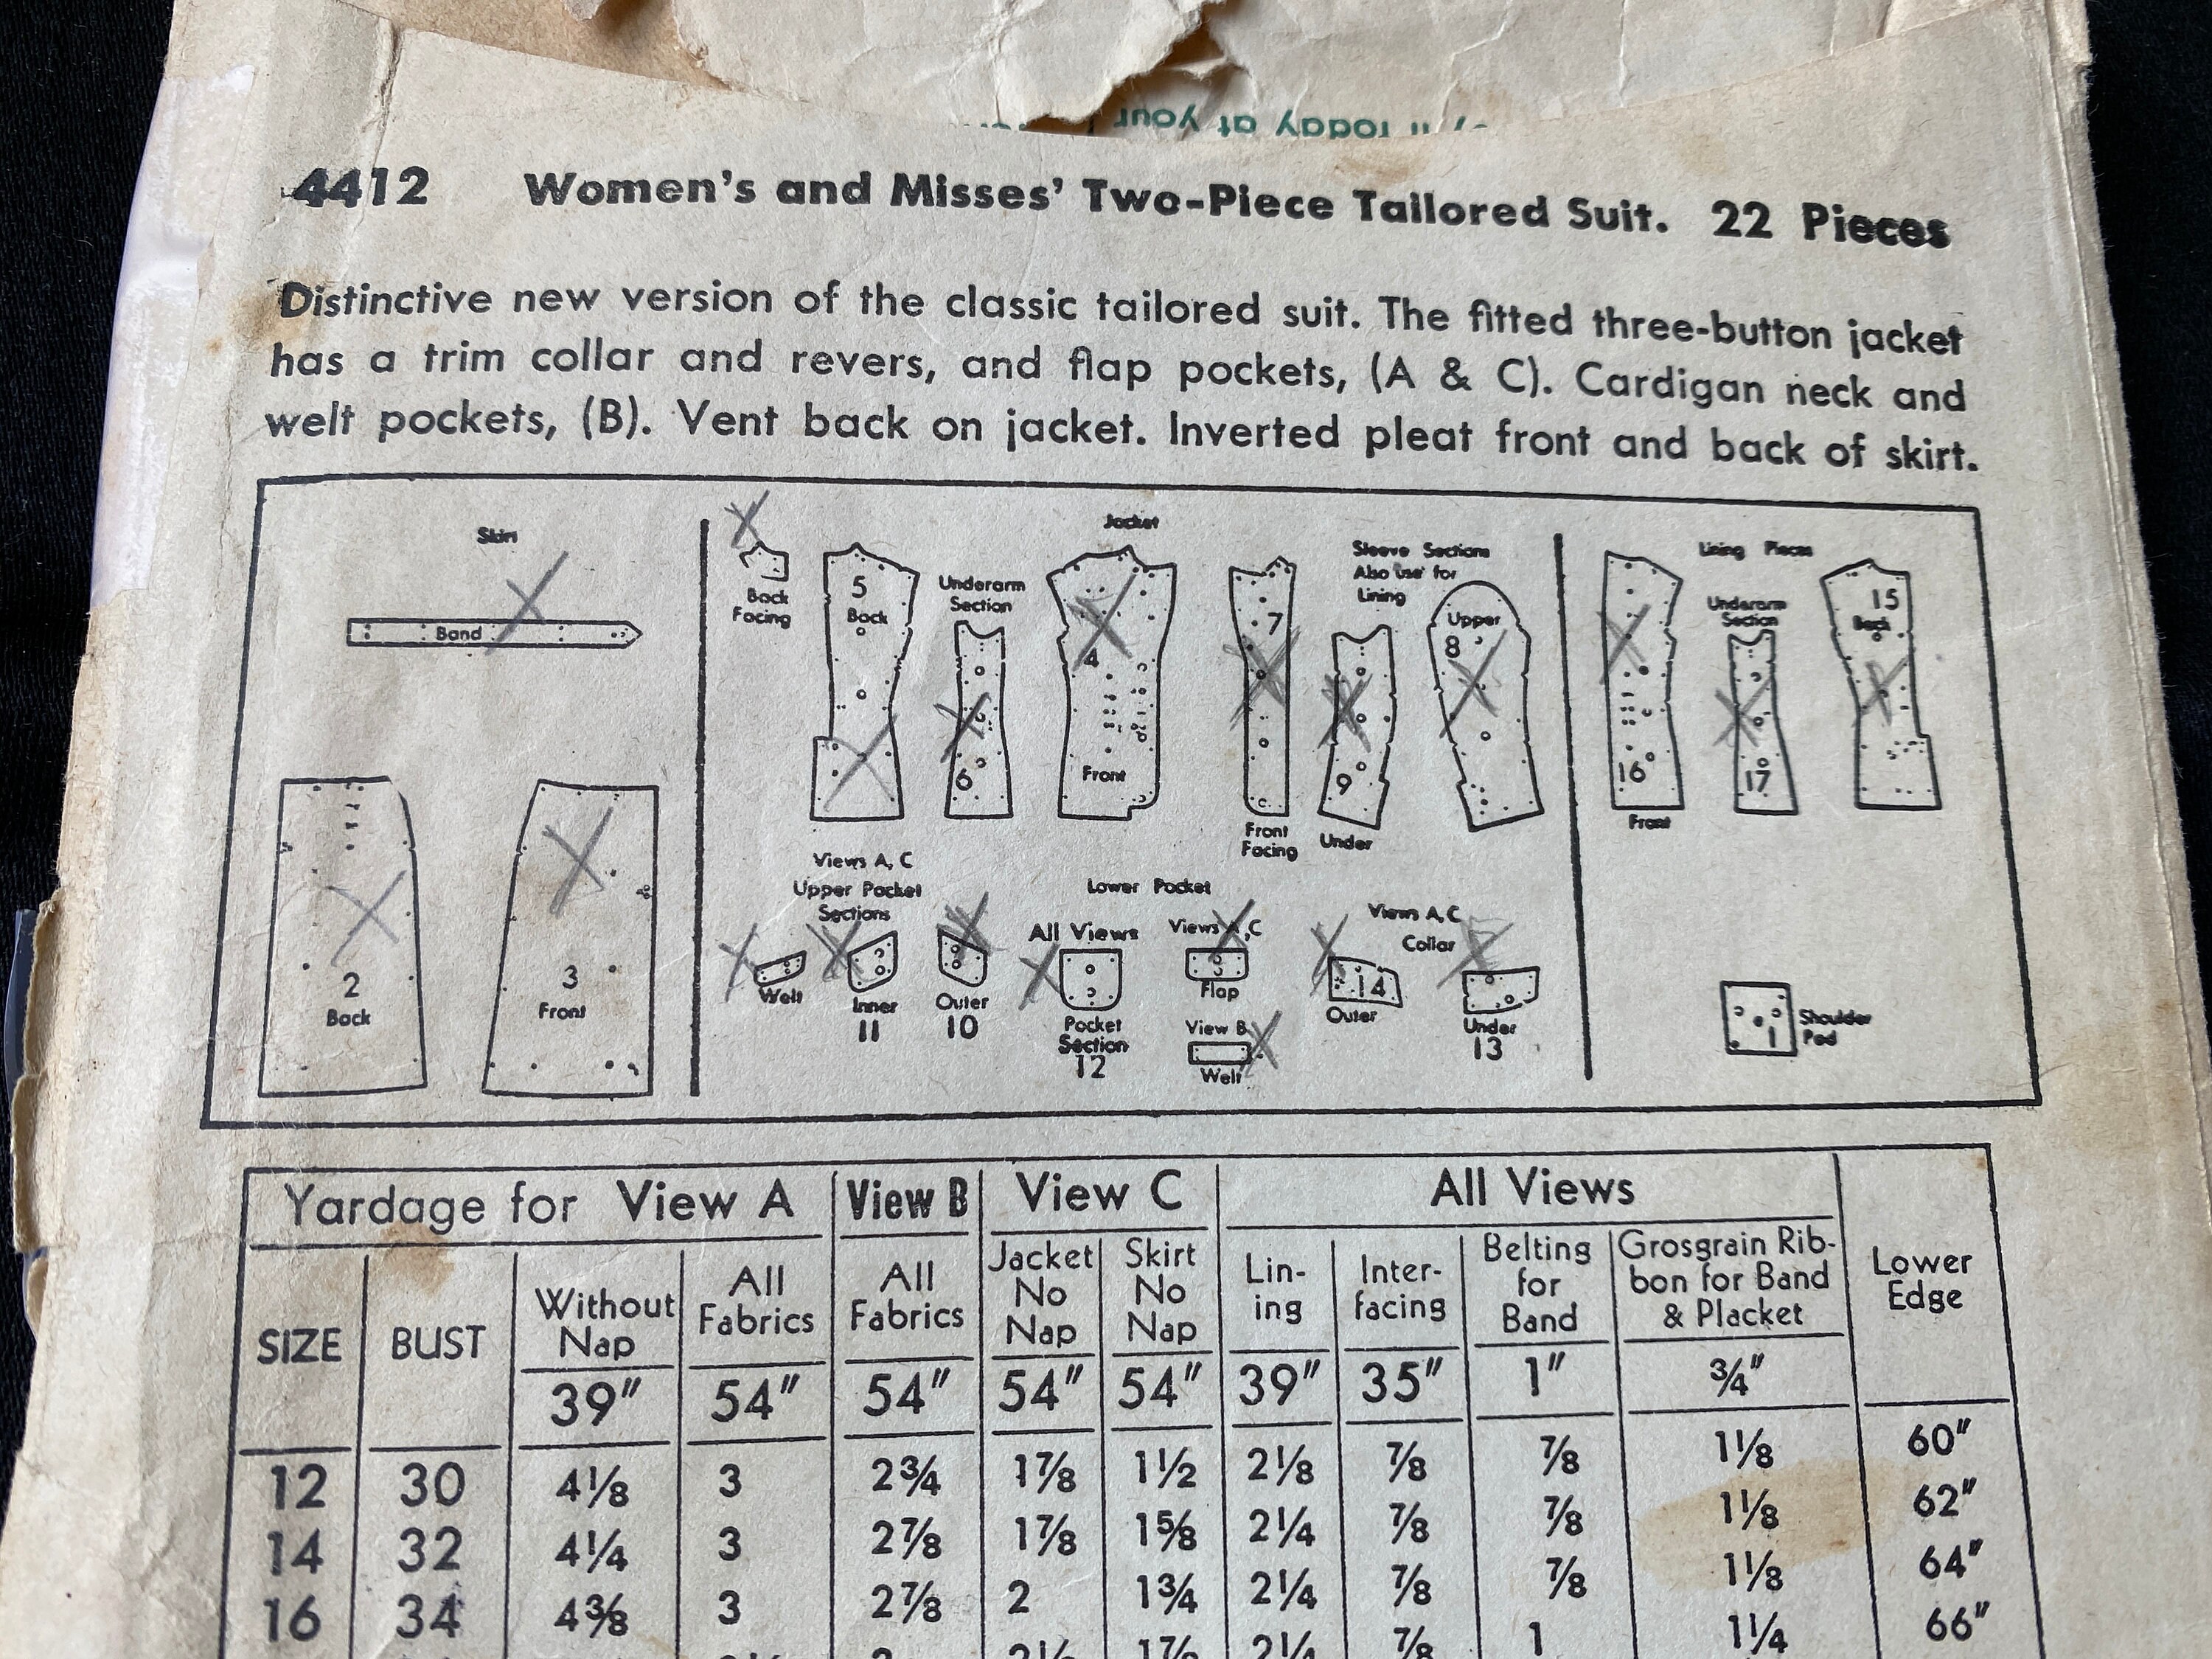 Today at your
4412 Women's and Misses' Two-Piece Tailored Suit. 22 Pieces
Distinctive new version of the classic tailored suit. The fitted three-button jacket
has a trim collar and revers, and flap pockets, (A & C). Cardigan neck and
welt pockets, (B). Vent back on jacket. Inverted pleat front and back of skirt.
Skirt
Band
2
Back
3
Front
Jacket
Back
Facing
5
Back
Underarm
Section
6
4
Front
7
Front
Facing
Sleeve Sections
Also use for
Lining
9
Under
Upper
8
Views A, C
Upper Pocket
Sections
Welt
Inner
11
Outer
10
Lower Pocket
All Views
Pocket
Section
12
Views A, C
Flap
View B
Welt
Views A, C
Collar
14
Outer
Under
13
Lining Pieces
16
Front
Underarm
Section
17
15
Back
1
Shoulder
Pad
Yardage for View A View B View C All Views
SIZE BUST Without Nap All Fabrics All Fabrics Jacket No Nap Skirt No Nap Lin-ing Inter-facing Belting for Band Grosgrain Rib-bon for Band & Placket Lower Edge
39" 54" 54" 54" 54" 39" 35" 1" ¾"
12 30 4⅛ 3 2¾ 1⅞ 1½ 2⅛ ⅞ ⅞ 1⅛ 60"
14 32 4¼ 3 2⅞ 1⅞ 1⅝ 2¼ ⅞ ⅞ 1⅛ 62"
16 34 4⅜ 3 2⅞ 2 1¾ 2¼ ⅞ ⅞ 1⅛ 64"
1⅞ 2¼ ⅞ 1 1¼ 66"